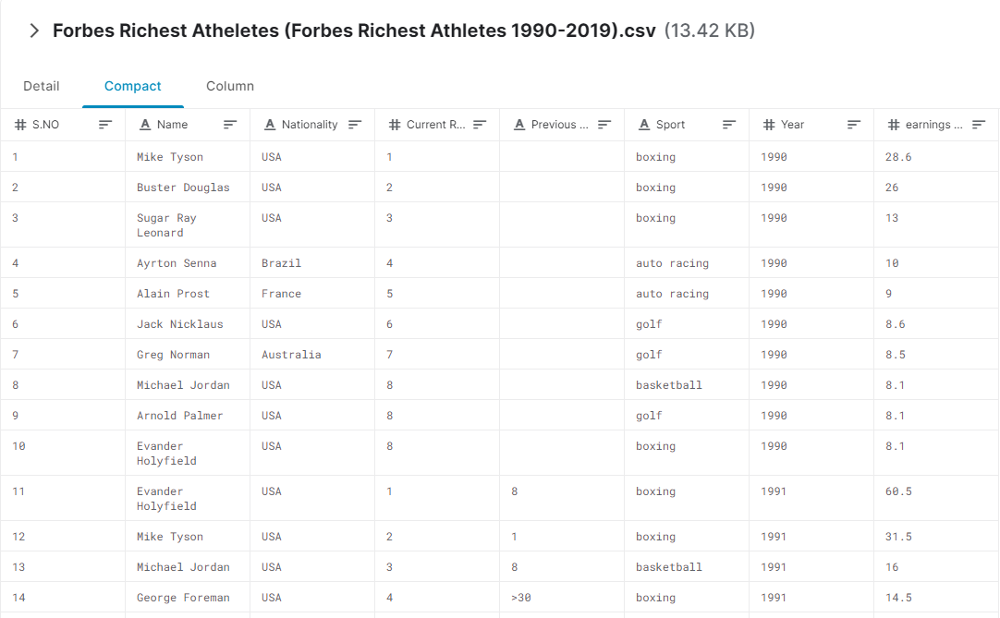 Forbes Richest Atheletes (Forbes Richest Athletes 1990-2019).csv (13.42 KB)
Detail Compact Column
# S.NO A Name A Nationality # Current R... A Previous ... A Sport # Year # earnings ...
1 Mike Tyson USA 1 boxing 1990 28.6
2 Buster Douglas USA 2 boxing 1990 26
3 Sugar Ray Leonard USA 3 boxing 1990 13
4 Ayrton Senna Brazil 4 auto racing 1990 10
5 Alain Prost France 5 auto racing 1990 9
6 Jack Nicklaus USA 6 golf 1990 8.6
7 Greg Norman Australia 7 golf 1990 8.5
8 Michael Jordan USA 8 basketball 1990 8.1
9 Arnold Palmer USA 8 golf 1990 8.1
10 Evander Holyfield USA 8 boxing 1990 8.1
11 Evander Holyfield USA 1 8 boxing 1991 60.5
12 Mike Tyson USA 2 1 boxing 1991 31.5
13 Michael Jordan USA 3 8 basketball 1991 16
14 George Foreman USA 4 >30 boxing 1991 14.5